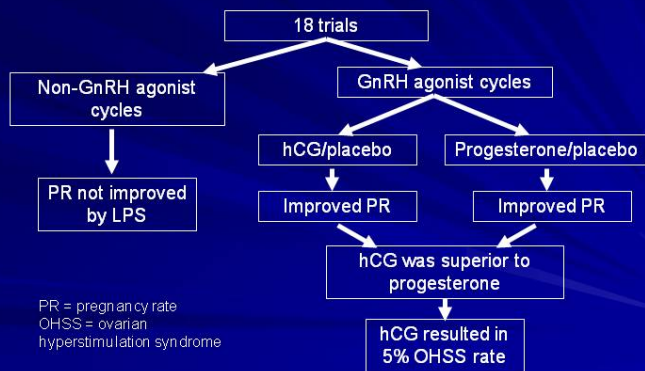 18 trials
Non-GnRH agonist
cycles
GnRH agonist cycles
hCG/placebo
Progesterone/placebo
PR not improved
by LPS
Improved PR
Improved PR
hCG was superior to
progesterone
PR = pregnancy rate
OHSS = ovarian
hyperstimulation syndrome
hCG resulted in
5% OHSS rate